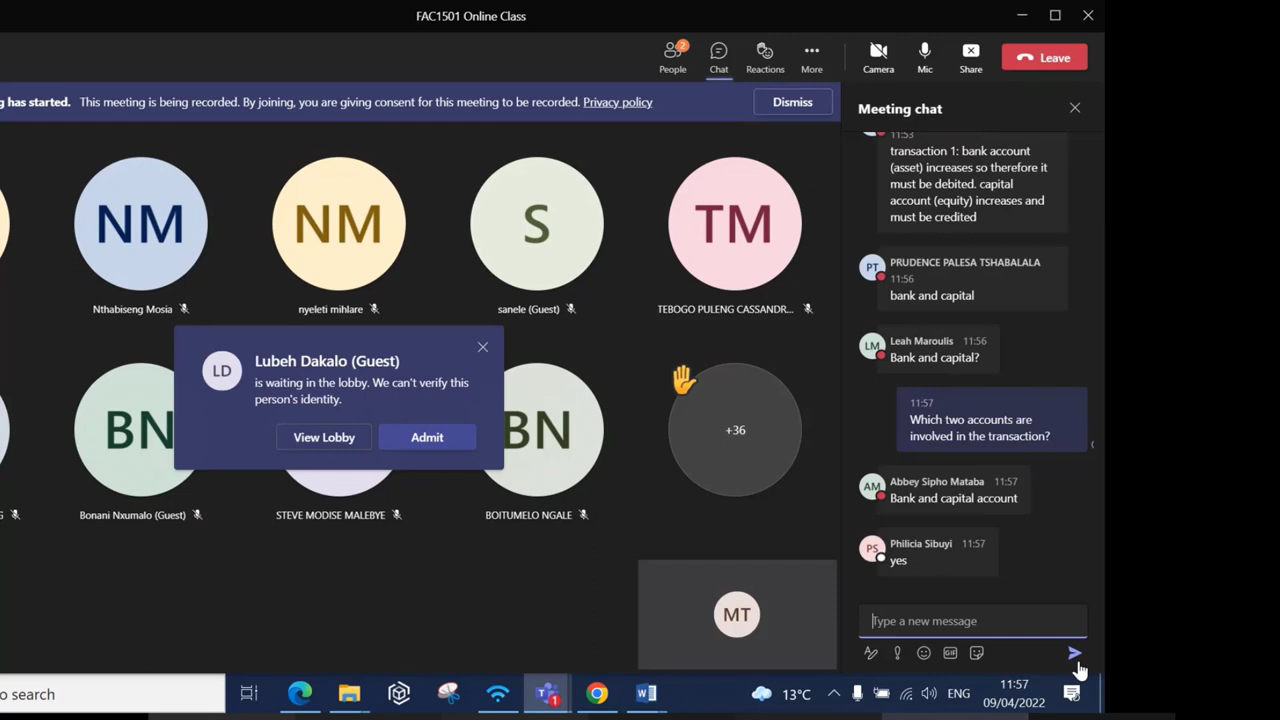 FAC1501 Online Class
2
People
Chat
Reactions
More
Camera
Mic
Share
Leave
g has started. This meeting is being recorded. By joining, you are giving consent for this meeting to be recorded. Privacy policy
Dismiss
Meeting chat
11:53
transaction 1: bank account
(asset) increases so therefore it
must be debited. capital
account (equity) increases and
must be credited
PT
PRUDENCE PALESA TSHABALALA
11:56
bank and capital
LM
Leah Maroulis 11:56
Bank and capital?
11:57
Which two accounts are
involved in the transaction?
AM
Abbey Sipho Mataba 11:57
Bank and capital account
PS
Philicia Sibuyi 11:57
yes
Type a new message
GIF
NM
NM
S
TM
Nthabiseng Mosia
nyeleti mihlare
sanele (Guest)
TEBOGO PULENG CASSANDR...
LD
Lubeh Dakalo (Guest)
is waiting in the lobby. We can't verify this
person's identity.
View Lobby
Admit
BN
BN
+36
G
Bonani Nxumalo (Guest)
STEVE MODISE MALEBYE
BOITUMELO NGALE
MT
o search
1
13°C
ENG
11:57
09/04/2022